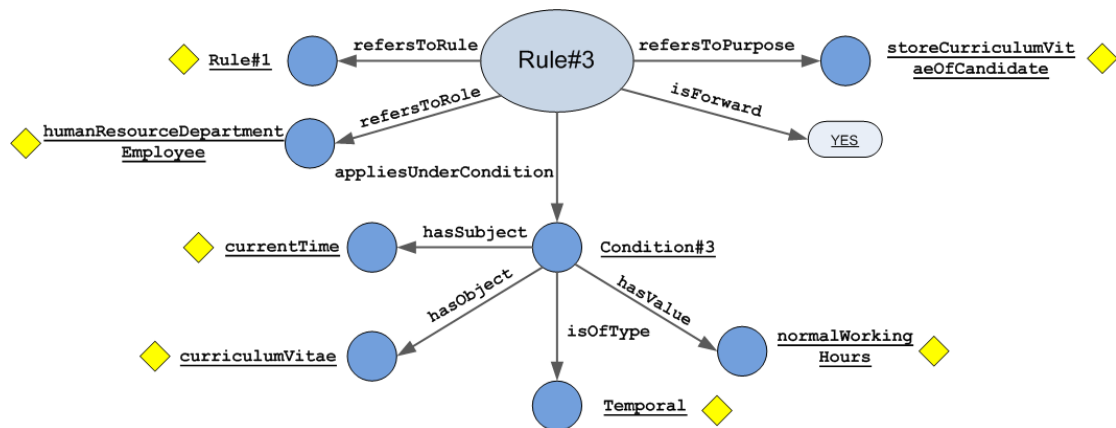 refersToRule
Rule#3
refersToPurpose
storeCurriculumVit
aeOfCandidate
Rule#1
isForward
refersToRole
humanResourceDepartment
Employee
YES
appliesUnderCondition
hasSubject
currentTime
Condition#3
hasObject
hasValue
isOfType
curriculumVitae
normalWorking
Hours
Temporal